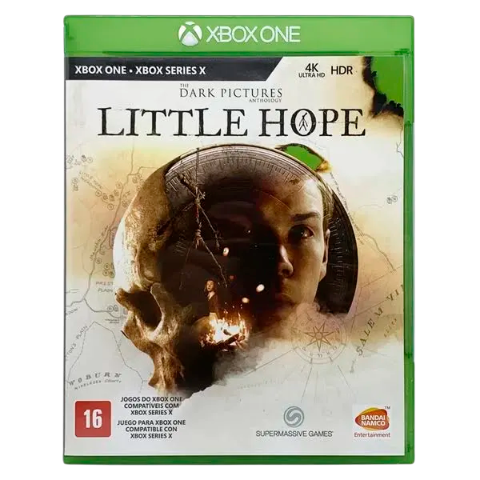 XBOX ONE
XBOX ONE • XBOX SERIES X
4K
ULTRA HD
HDR
THE
DARK PICTURES
ANTHOLOGY
LITTLE HOPE
SALEM
16
JOGOS DO XBOX ONE
COMPATÍVEIS COM
XBOX SERIES X
JUEGO PARA XBOX ONE
COMPATIBLE CON
XBOX SERIES X
SUPERMASSIVE GAMES
BANDAI
NAMCO
Entertainment